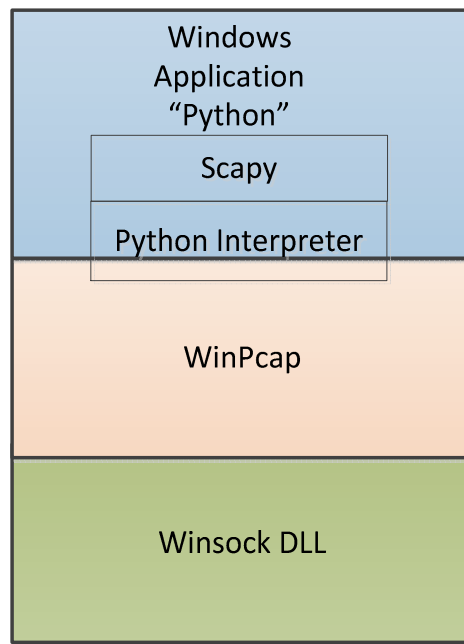 Windows
Application
“Python”
Scapy
Python Interpreter
WinPcap
Winsock DLL